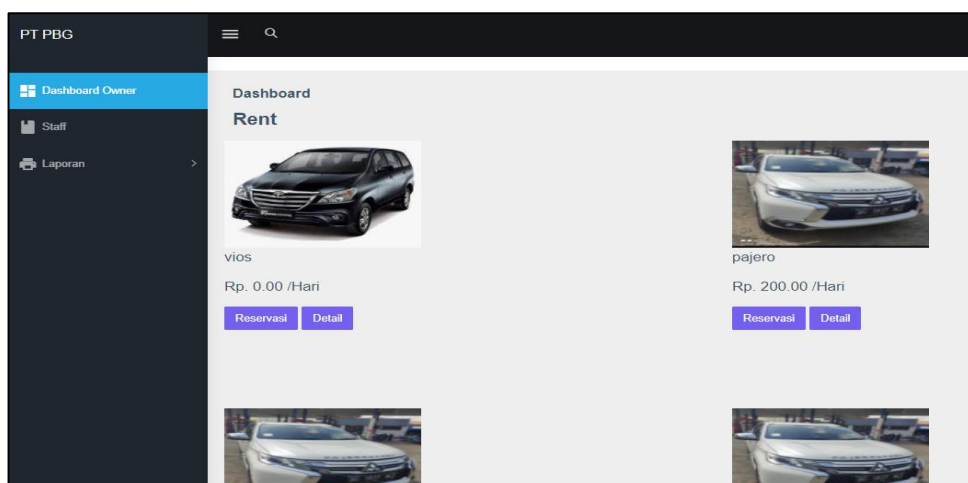 PT PBG
Dashboard Owner
Staff
Laporan
Dashboard
Rent
vios
Rp. 0.00 /Hari
Reservasi Detail
pajero
Rp. 200.00 /Hari
Reservasi Detail